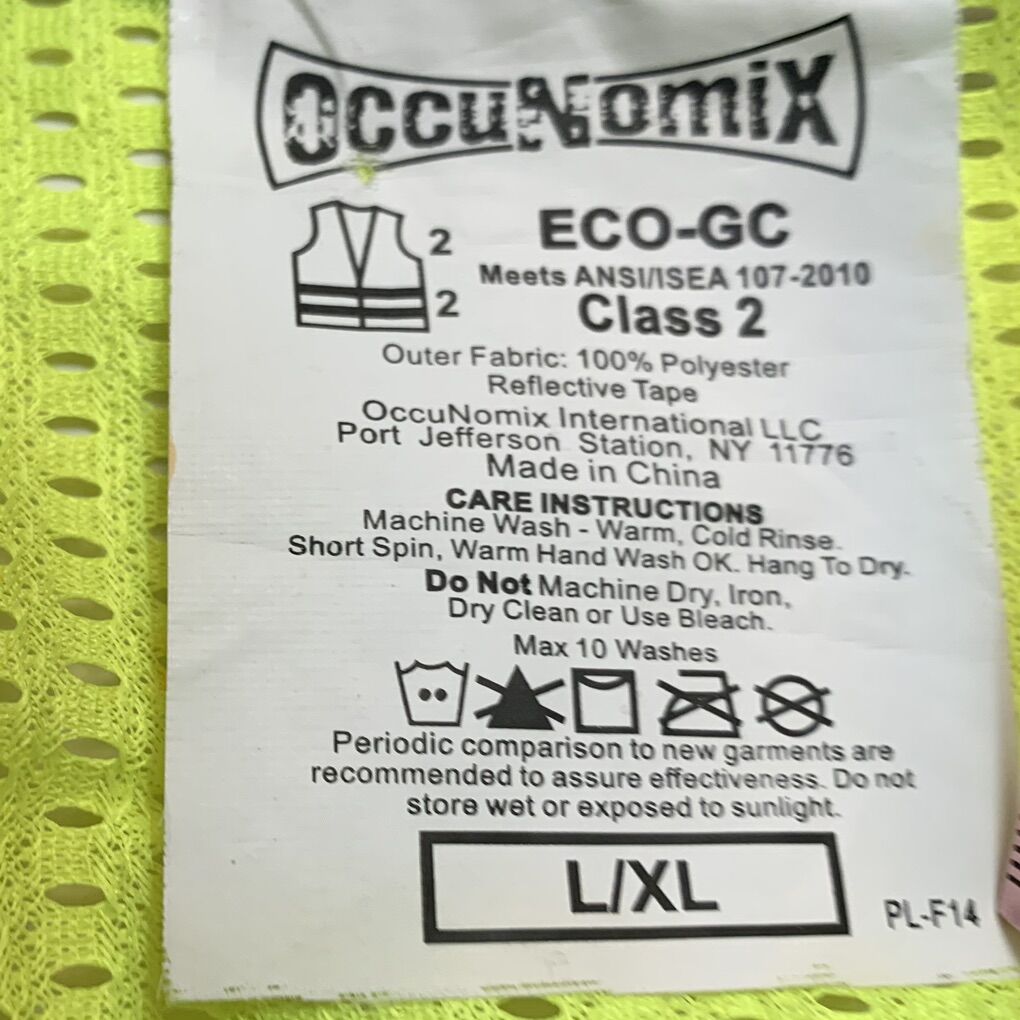 OccuNomiX
2
ECO-GC
Meets ANSI/ISEA 107-2010
2
Class 2
Outer Fabric: 100% Polyester
Reflective Tape
OccuNomix International LLC
Port Jefferson Station, NY 11776
Made in China
CARE INSTRUCTIONS
Machine Wash - Warm, Cold Rinse.
Short Spin, Warm Hand Wash OK. Hang To Dry.
Do Not Machine Dry, Iron,
Dry Clean or Use Bleach.
Max 10 Washes
Periodic comparison to new garments are
recommended to assure effectiveness. Do not
store wet or exposed to sunlight.
L/XL
PL-F14